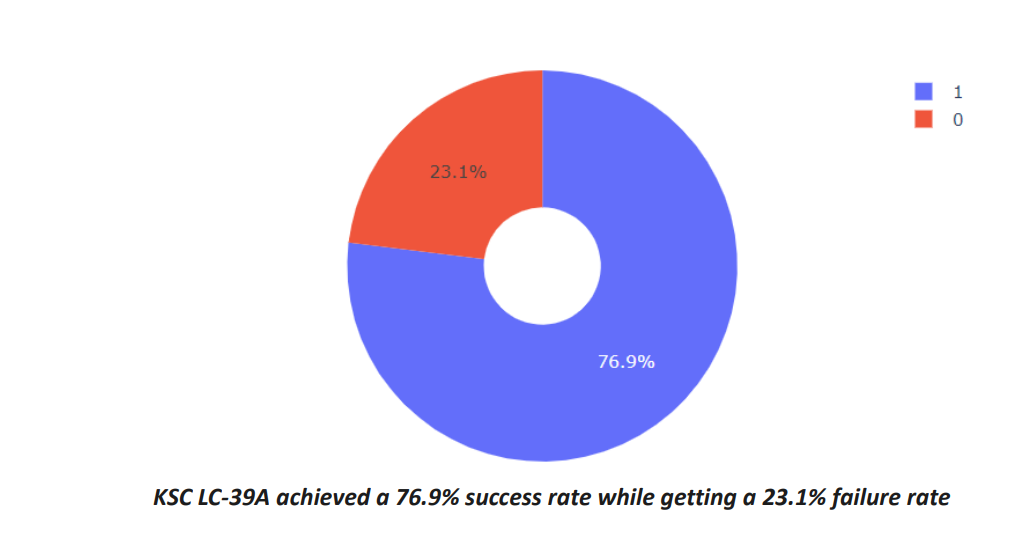 1
0
23.1%
76.9%
KSC LC-39A achieved a 76.9% success rate while getting a 23.1% failure rate